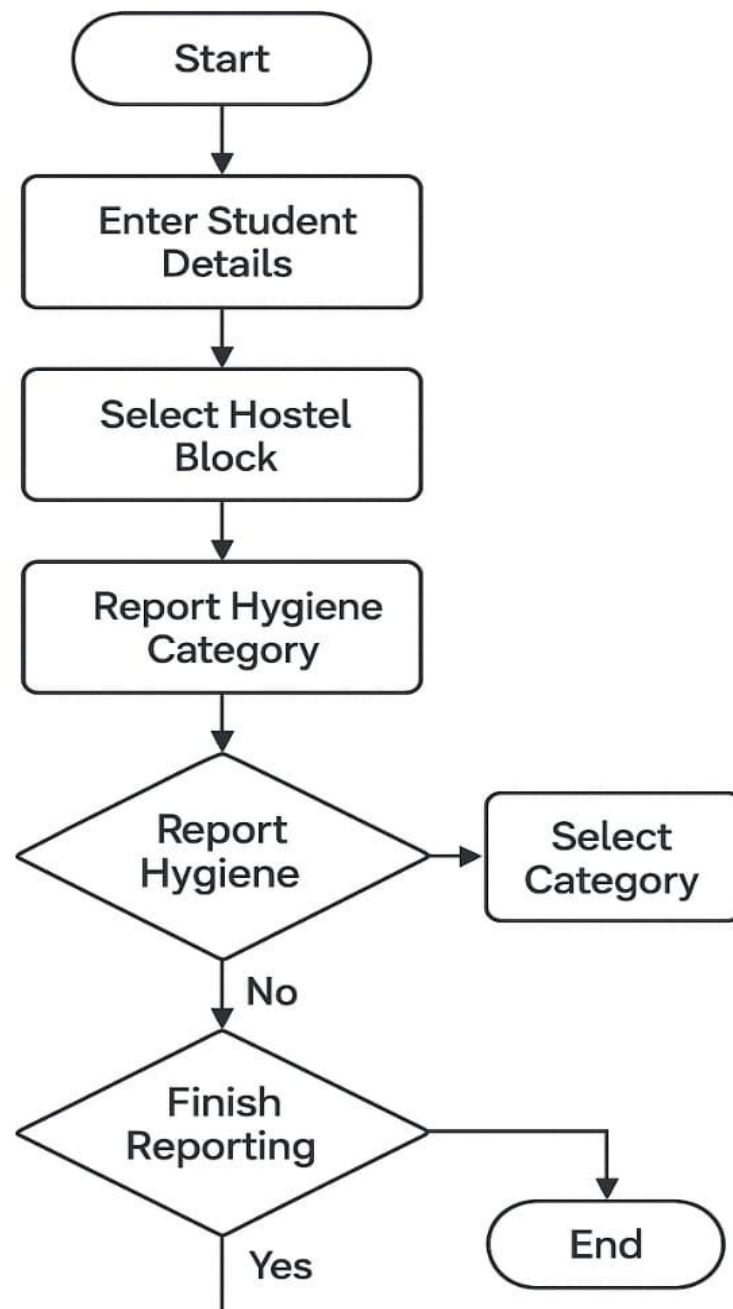 Start
Enter Student
Details
Select Hostel
Block
Report Hygiene
Category
Report
Hygiene
Select
Category
No
Finish
Reporting
End
Yes